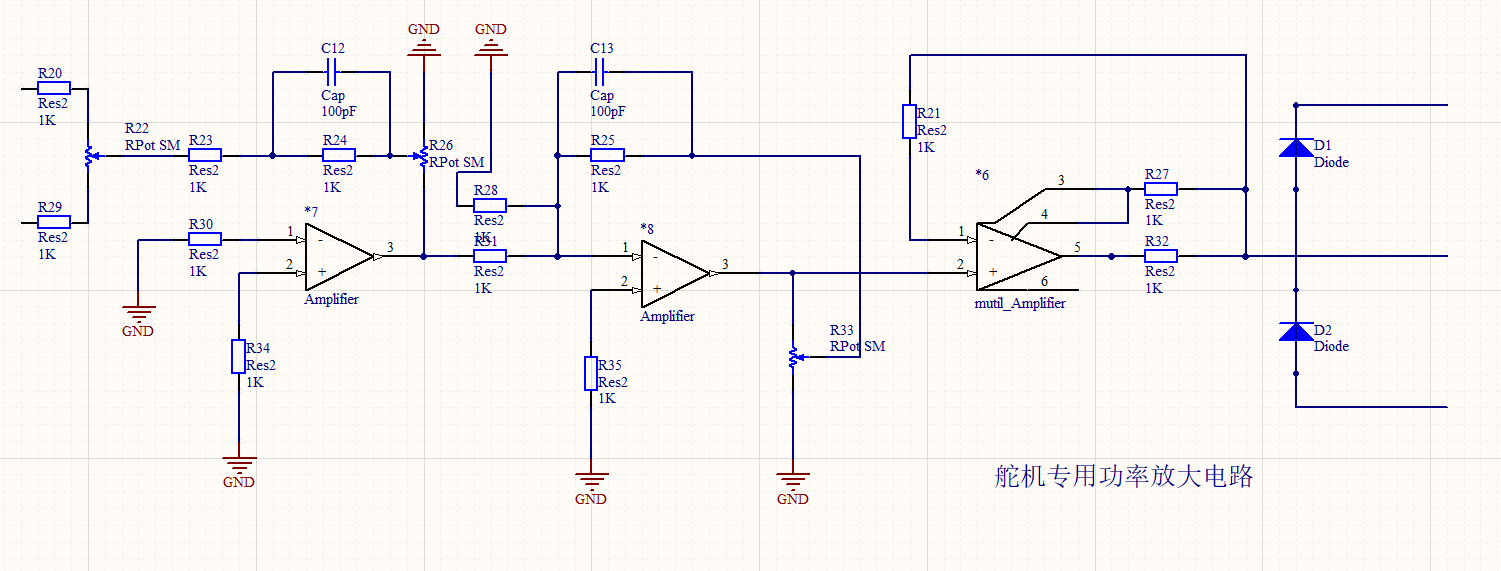 GND
GND
C12
Cap
100pF
C13
Cap
100pF
R20
Res2
1K
R22
RPot SM
R23
Res2
1K
R24
Res2
1K
R26
RPot SM
R25
Res2
1K
R21
Res2
1K
R28
Res2
1K
R29
Res2
1K
R30
Res2
1K
*7
1
-
2
+
3
Amplifier
R31
Res2
1K
*8
1
-
2
+
3
Amplifier
*6
3
4
1
-
2
+
5
6
mutil_Amplifier
R27
Res2
1K
R32
Res2
1K
D1
Diode
D2
Diode
GND
R34
Res2
1K
GND
R35
Res2
1K
GND
R33
RPot SM
GND
舵机专用功率放大电路